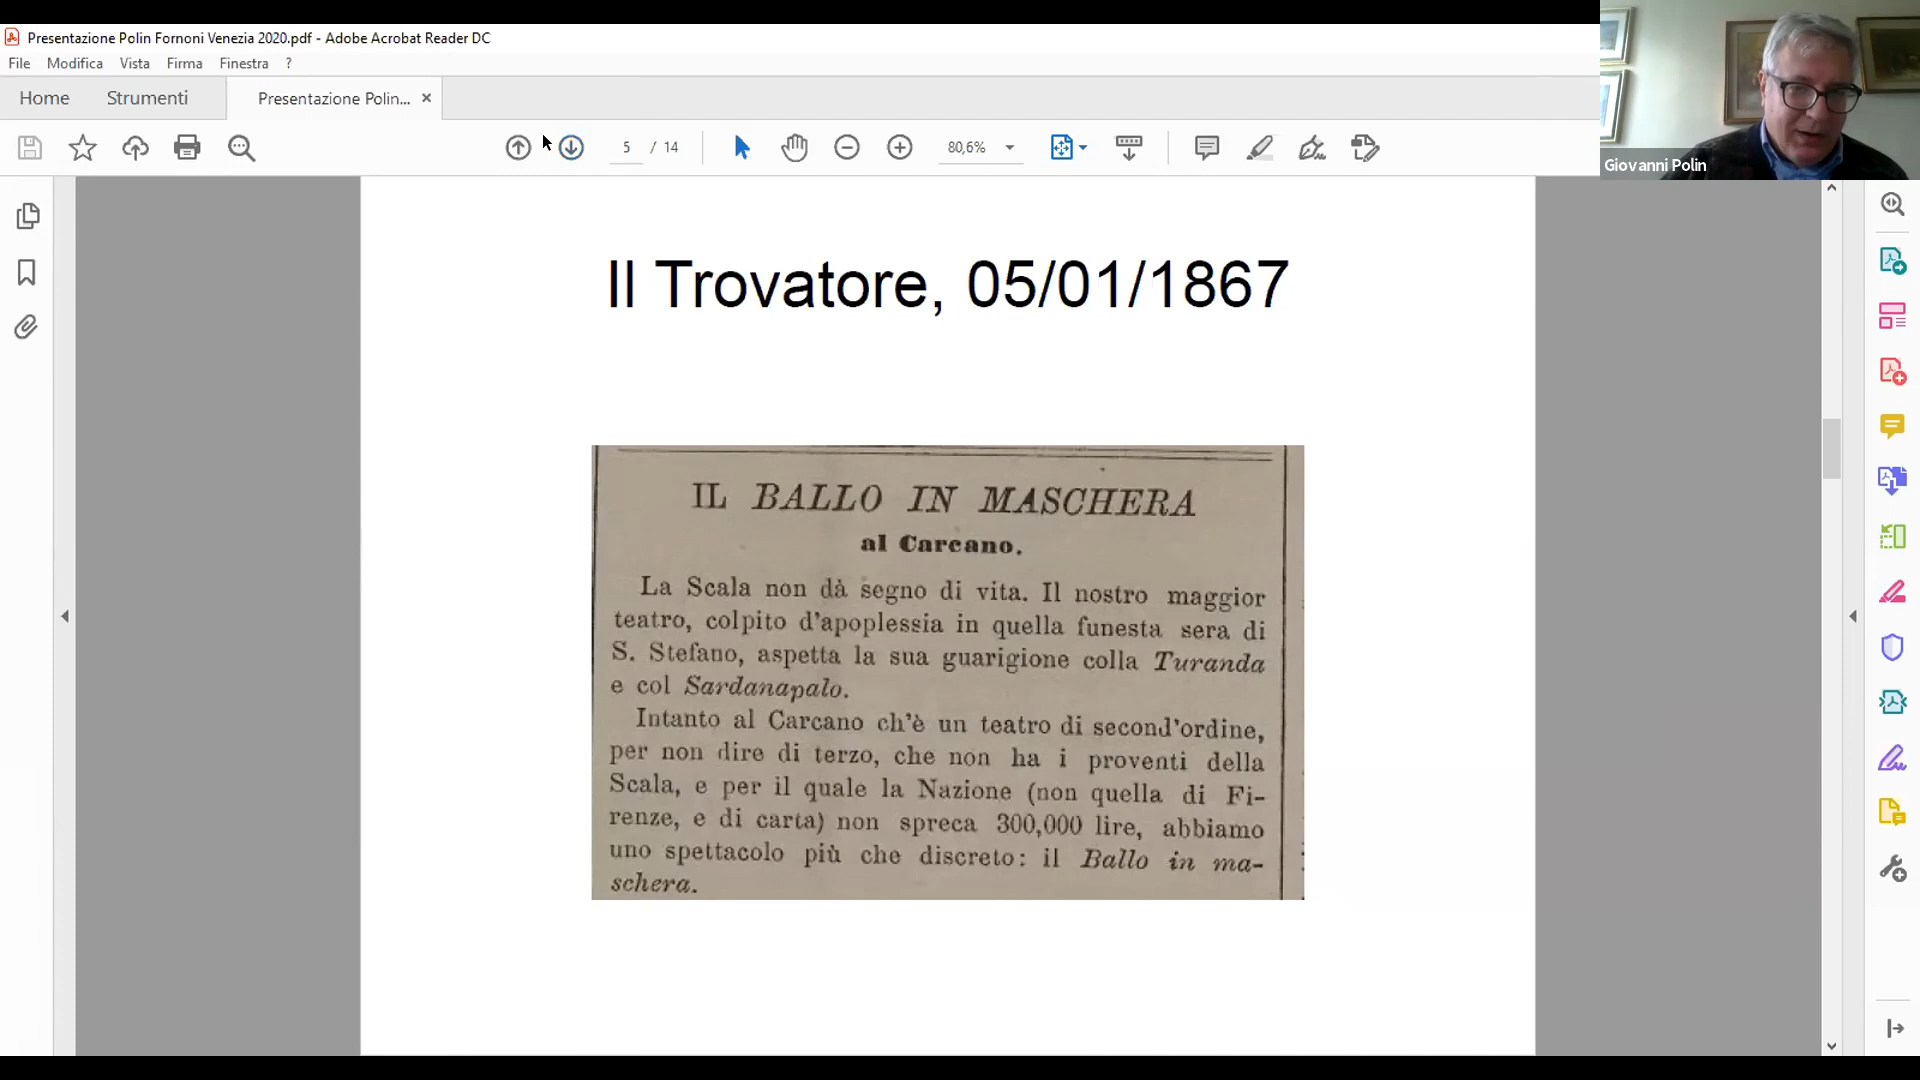 Presentazione Polin Fornoni Venezia 2020.pdf - Adobe Acrobat Reader DC
File Modifica Vista Firma Finestra ?
Home Strumenti Presentazione Polin... ×
5 / 14 80,6%
Giovanni Polin
Il Trovatore, 05/01/1867
IL BALLO IN MASCHERA
al Carcano.
La Scala non dà segno di vita. Il nostro maggior
teatro, colpito d'apoplessia in quella funesta sera di
S. Stefano, aspetta la sua guarigione colla Turanda
e col Sardanapalo.
Intanto al Carcano ch'è un teatro di second'ordine,
per non dire di terzo, che non ha i proventi della
Scala, e per il quale la Nazione (non quella di Fi-
renze, e di carta) non spreca 300,000 lire, abbiamo
uno spettacolo più che discreto: il Ballo in ma-
schera.